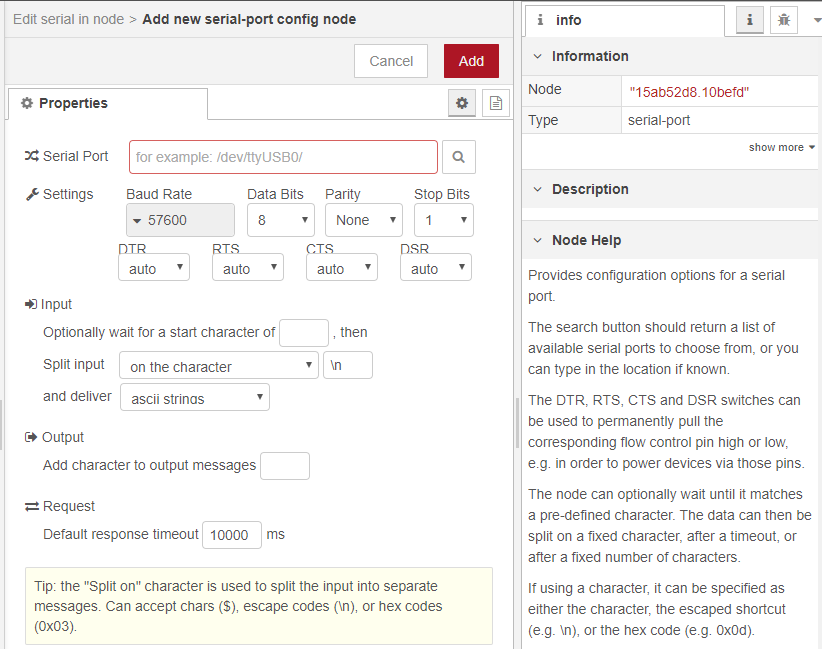 Edit serial in node > Add new serial-port config node
Cancel
Add
Properties
Serial Port
for example: /dev/ttyUSB0/
Settings
Baud Rate
Data Bits
Parity
Stop Bits
57600
8
None
1
DTR
RTS
CTS
DSR
auto
auto
auto
auto
Input
Optionally wait for a start character of , then
Split input on the character \n
and deliver ascii strings
Output
Add character to output messages
Request
Default response timeout 10000 ms
Tip: the "Split on" character is used to split the input into separate
messages. Can accept chars ($), escape codes (\n), or hex codes
(0x03).
i info
i
Information
Node "15ab52d8.10befd"
Type serial-port
show more
Description
Node Help
Provides configuration options for a serial
port.
The search button should return a list of
available serial ports to choose from, or you
can type in the location if known.
The DTR, RTS, CTS and DSR switches can
be used to permanently pull the
corresponding flow control pin high or low,
e.g. in order to power devices via those pins.
The node can optionally wait until it matches
a pre-defined character. The data can then be
split on a fixed character, after a timeout, or
after a fixed number of characters.
If using a character, it can be specified as
either the character, the escaped shortcut
(e.g. \n), or the hex code (e.g. 0x0d).